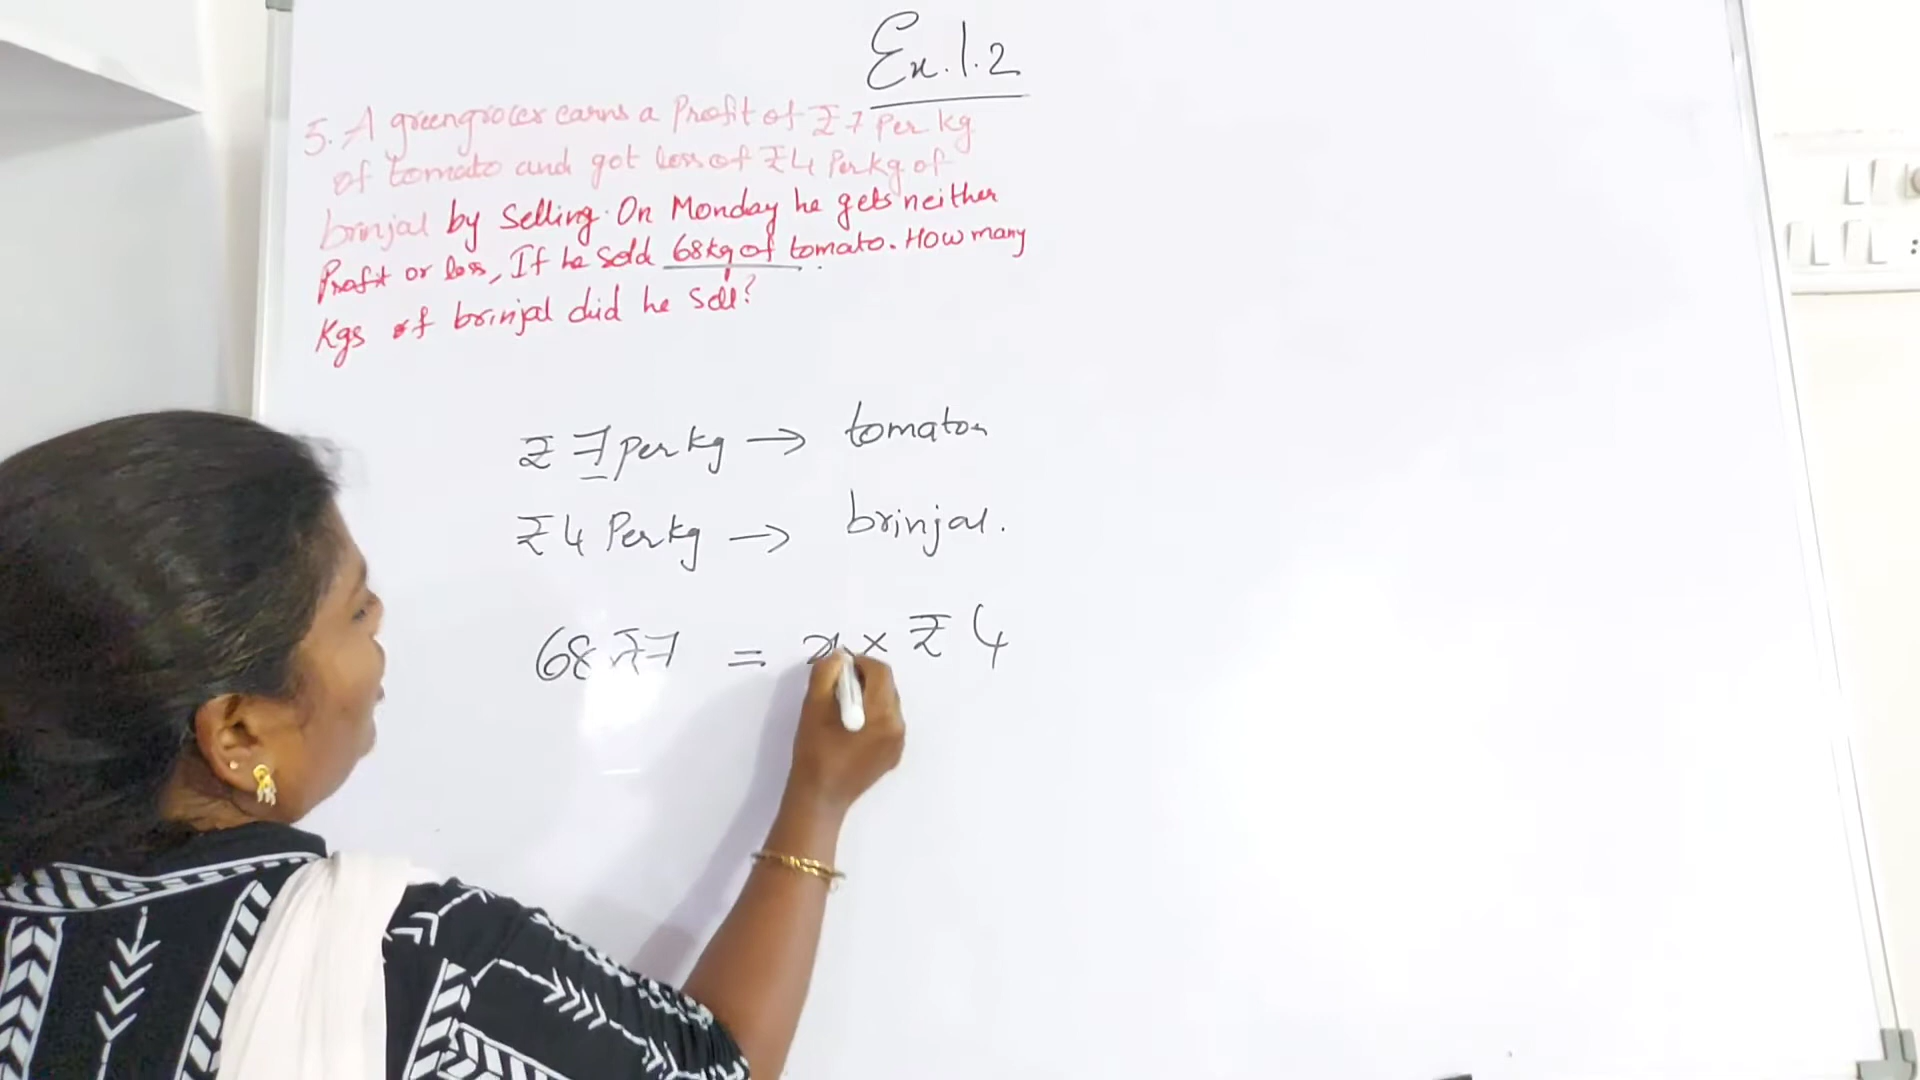 Ex.1.2
5. A greengrocer earns a Profit of ₹7 Per kg
of tomato and got loss of ₹4 Per kg of
brinjal by Selling. On Monday he gets neither
Profit or loss, If he sold 68kg of tomato. How many
Kgs of brinjal did he sell?
₹ 7 per kg → tomaton
₹4 Per kg → brinjal.
68 × 7 = x × ₹ 4